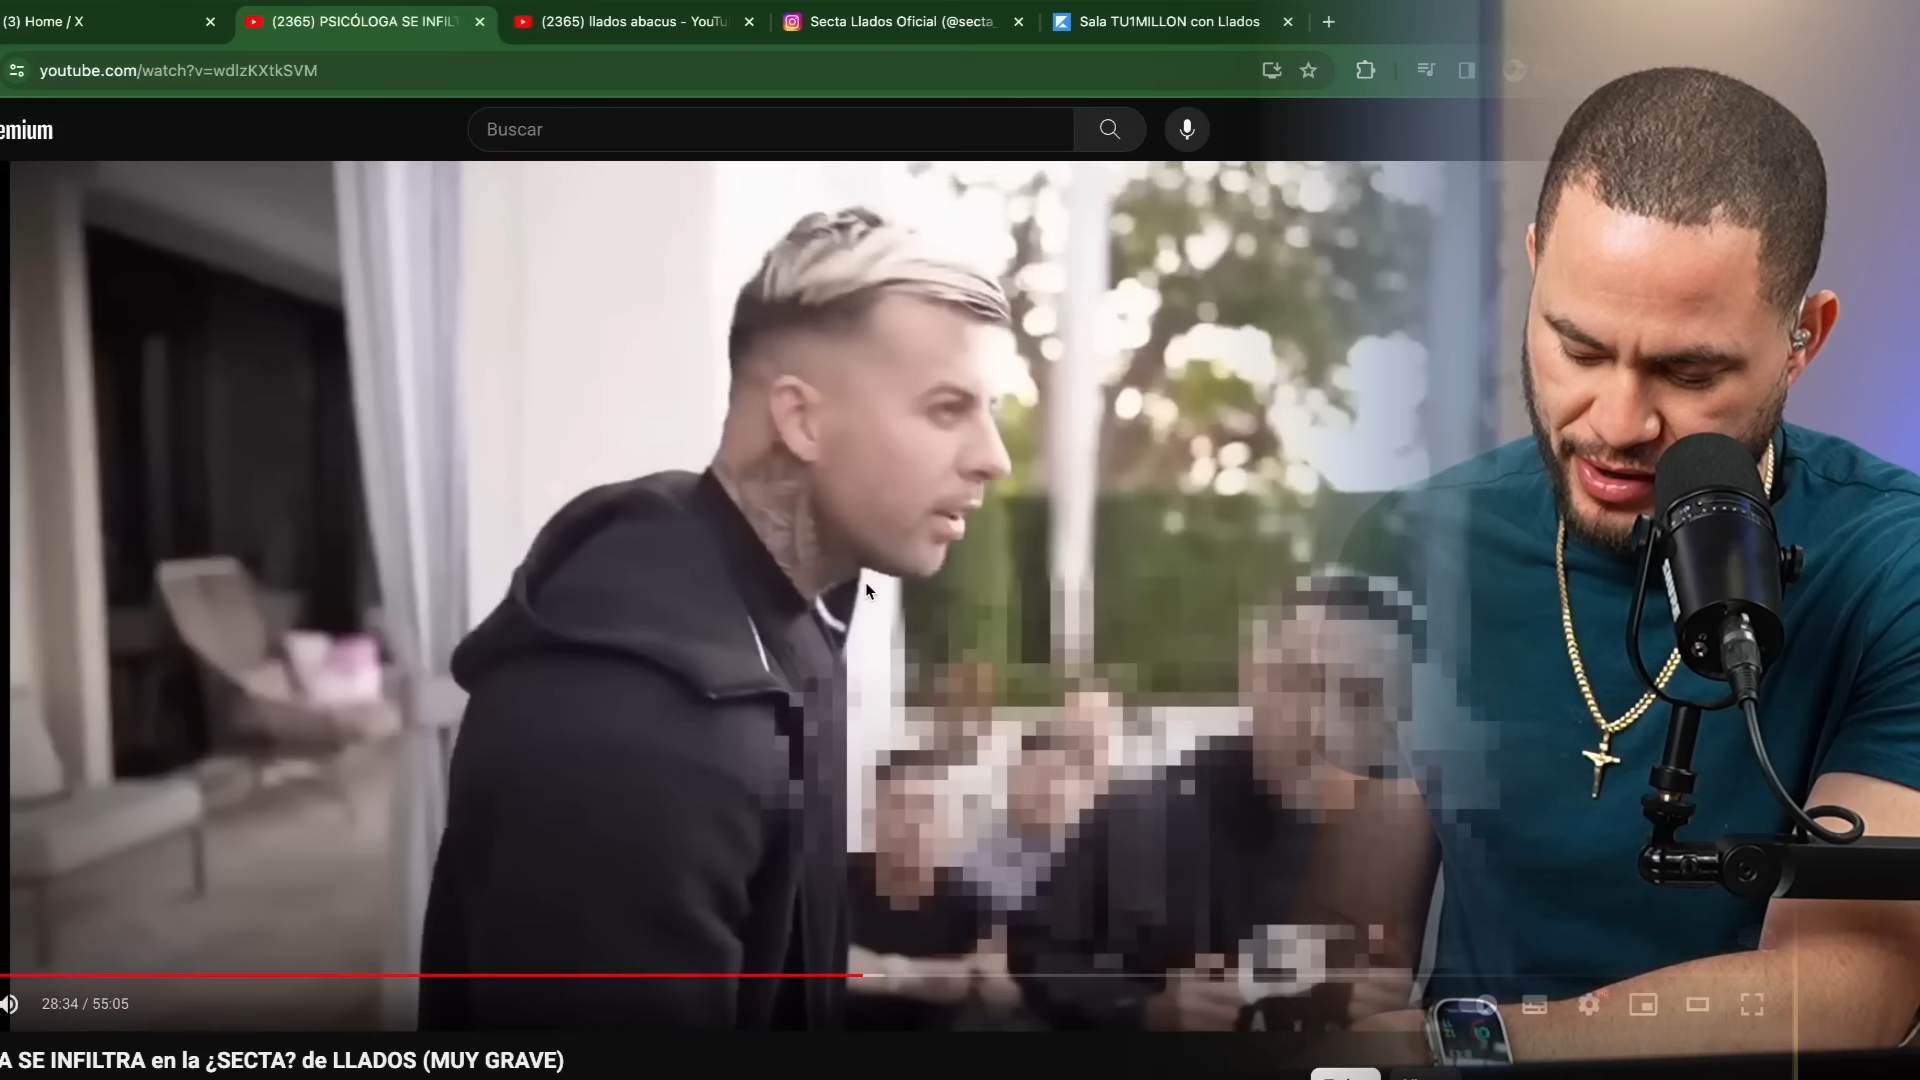 (3) Home / X
(2365) PSICÓLOGA SE INFIL
(2365) llados abacus - YouTu
Secta Llados Oficial (@secta_
Sala TU1MILLON con Llados
youtube.com/watch?v=wdlzKXtkSVM
emium
Buscar
28:34 / 55:05
A SE INFILTRA en la ¿SECTA? de LLADOS (MUY GRAVE)